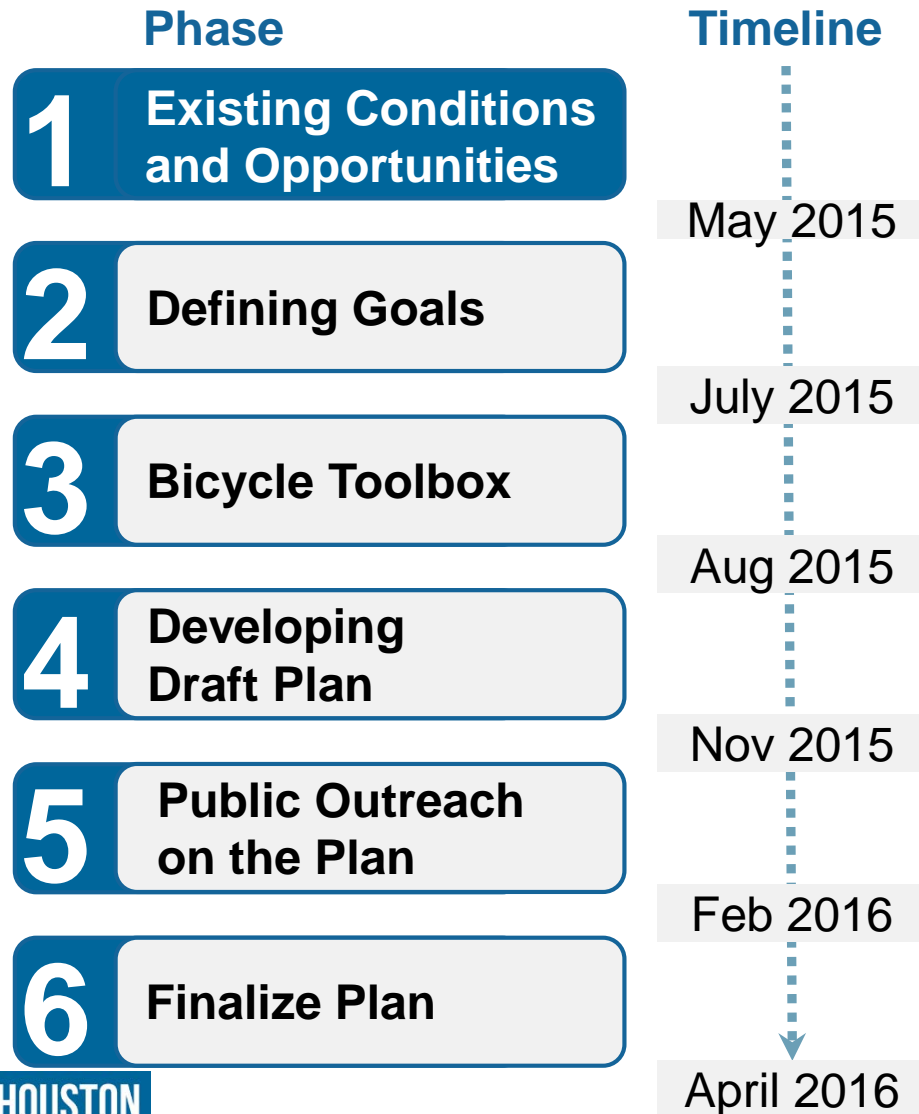 Phase
Timeline
1
Existing Conditions
and Opportunities
May 2015
2
Defining Goals
July 2015
3
Bicycle Toolbox
Aug 2015
4
Developing
Draft Plan
Nov 2015
5
Public Outreach
on the Plan
Feb 2016
6
Finalize Plan
HOUSTON
April 2016